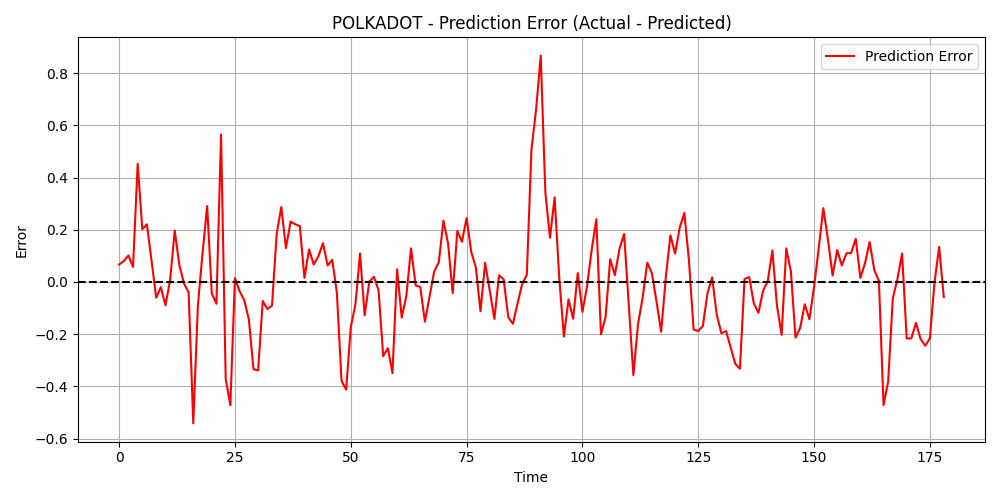 POLKADOT - Prediction Error (Actual - Predicted)
Prediction Error
Error
0.8
0.6
0.4
0.2
0.0
−0.2
−0.4
−0.6
0 25 50 75 100 125 150 175
Time